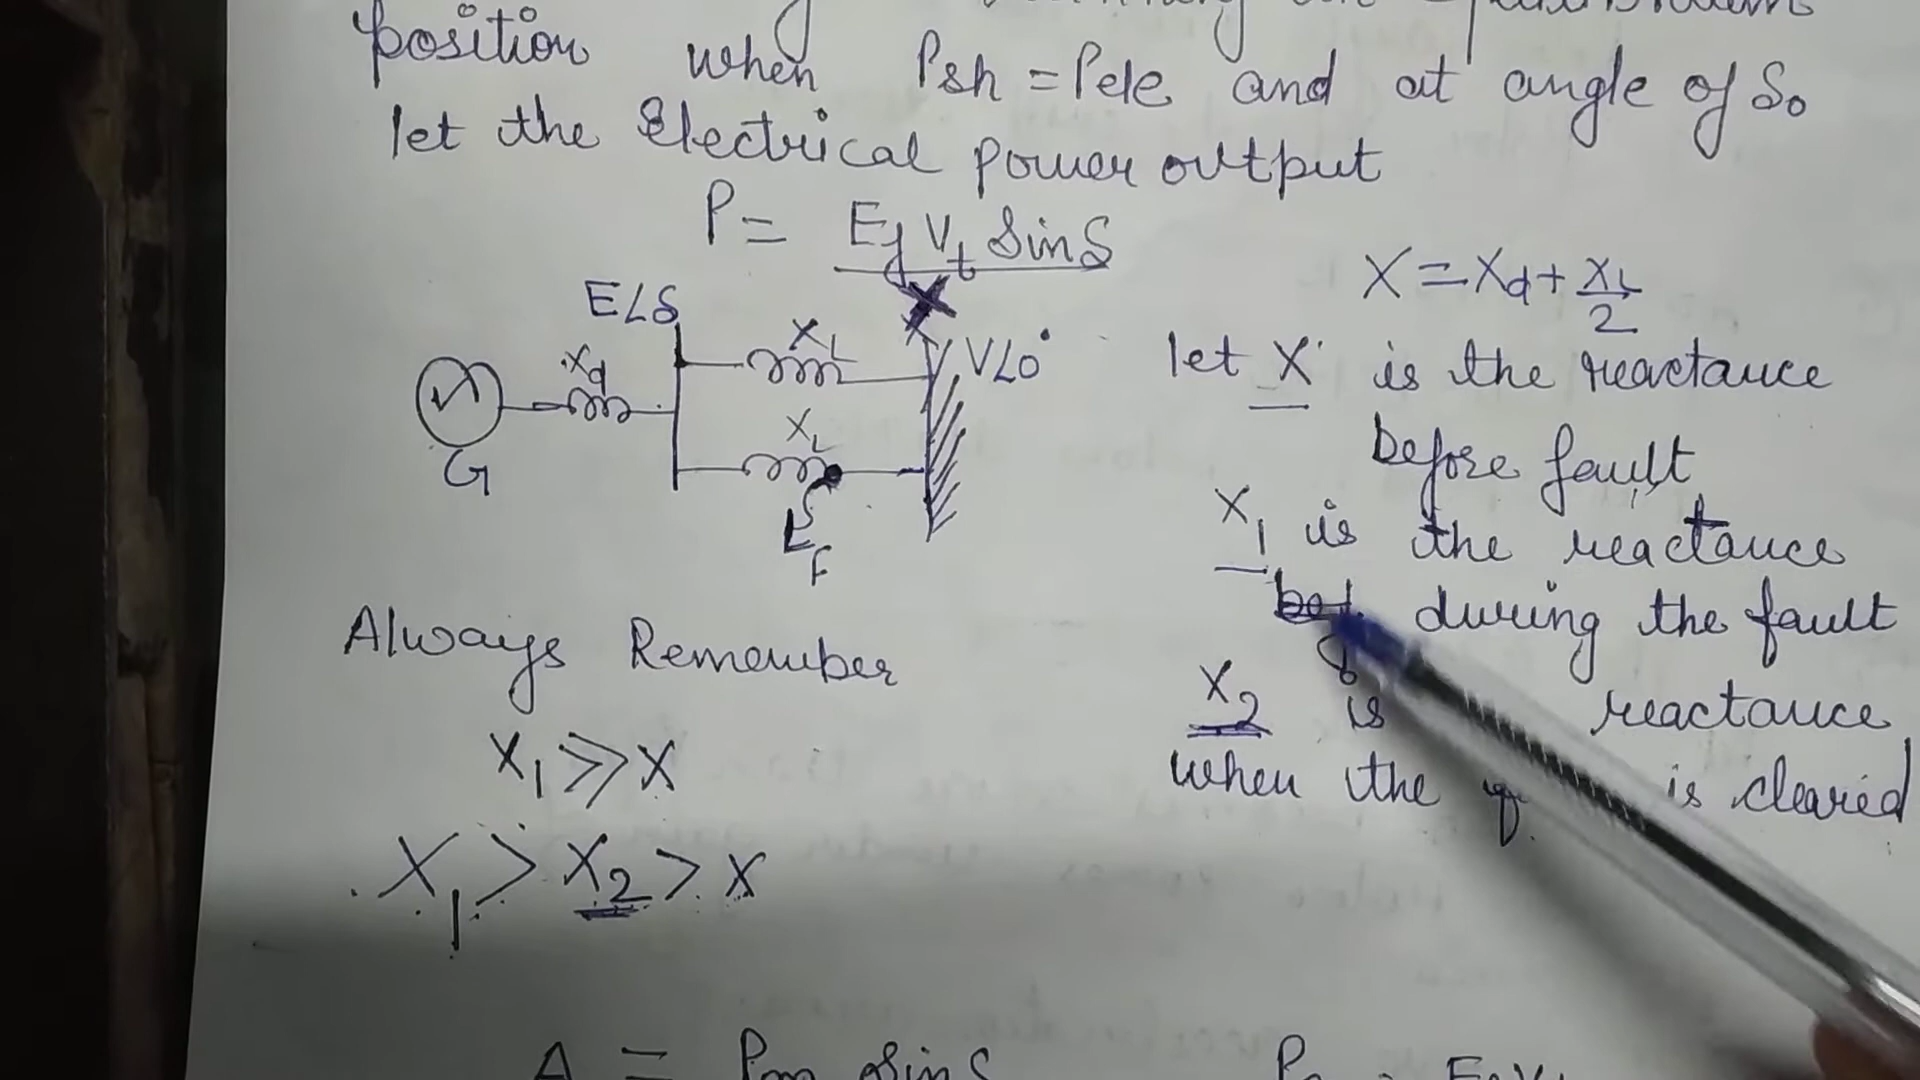 position when Psh = Pele and at angle of δo
let the Electrical power output
P = Ef Vt Sin δ
X
X = Xd + XL/2
E∠δ
Xd
XL
V∠0°
G
XL
F
let X is the reactance
before fault
X1 is the reactance
during the fault
X2 is reactance
when the is cleared
Always Remember
X1 ≫ X
X1 > X2 > X